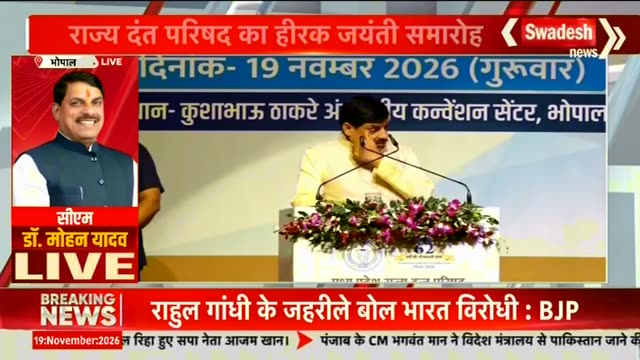 राज्य दंत परिषद का हीरक जयंती समारोह
Swadesh
news
भोपाल
LIVE
दिनांक- 19 नवम्बर 2026 (गुरूवार)
कुशाभाऊ ठाकरे कन्वेंशन सेंटर, भोपाल
62
सीएम
डॉ. मोहन यादव
LIVE
BREAKING
NEWS
राहुल गांधी के जहरीले बोल भारत विरोधी : BJP
19:November:2026
रिहा हुए सपा नेता आजम खान।
पंजाब के CM भगवंत मान ने विदेश मंत्रालय से पाकिस्तान जाने की